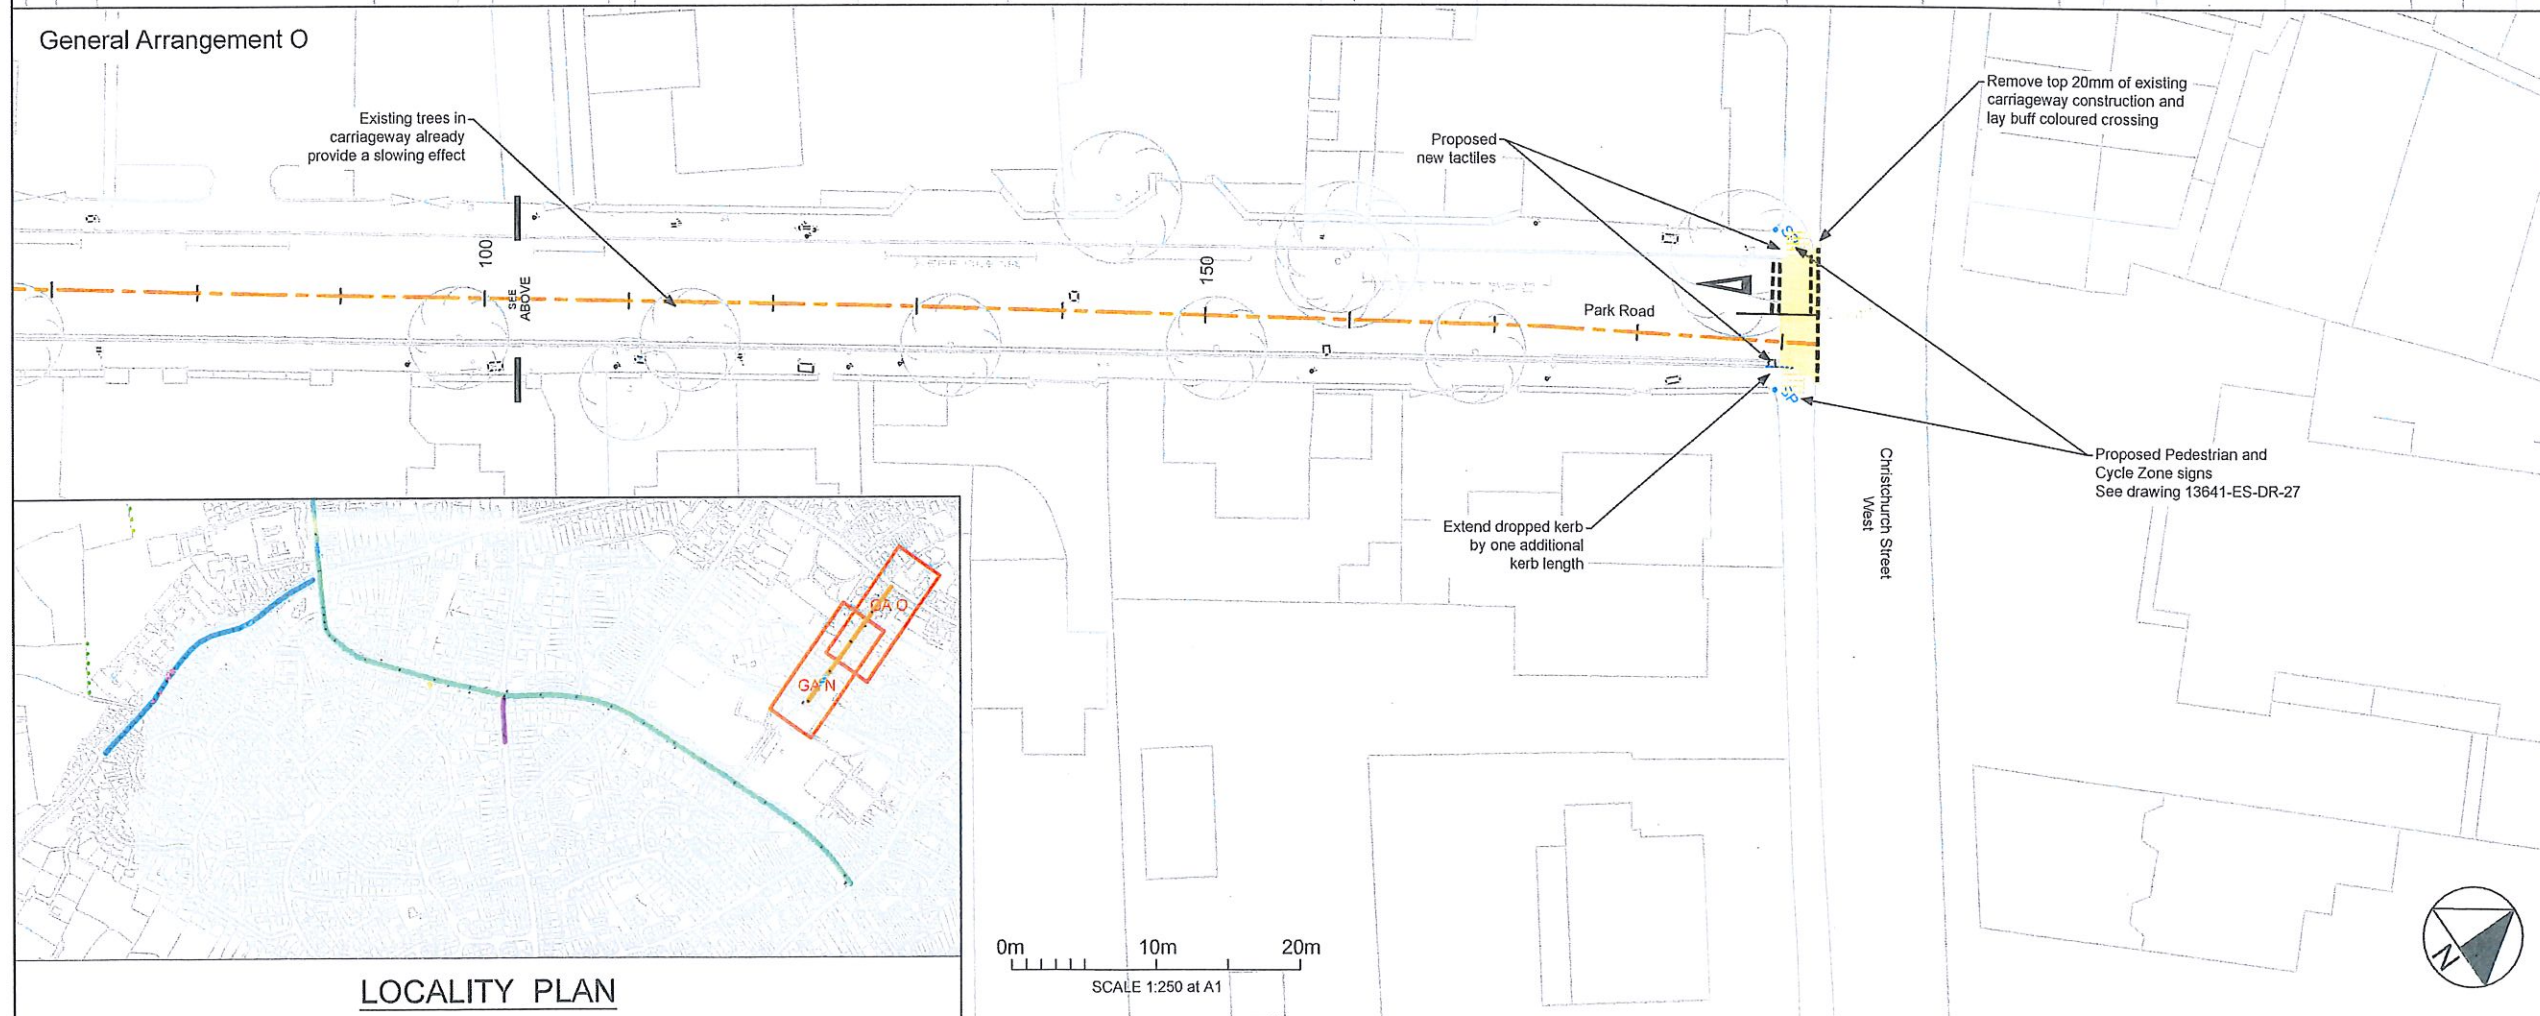 General Arrangement O
Existing trees in
carriageway already
provide a slowing effect
Proposed
new tactiles
Remove top 20mm of existing
carriageway construction and
lay buff coloured crossing
100
SEE
ABOVE
150
Park Road
SP
Proposed Pedestrian and
Cycle Zone signs
See drawing 13641-ES-DR-27
Extend dropped kerb
by one additional
kerb length
Christchurch Street
West
GA O
GA N
0m 10m 20m
SCALE 1:250 at A1
LOCALITY PLAN
N